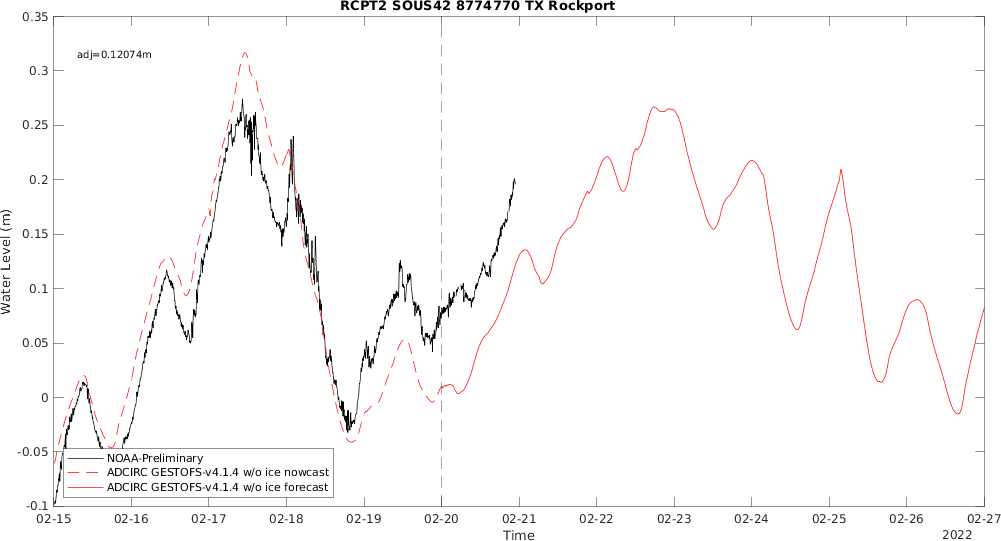 RCPT2 SOUS42 8774770 TX Rockport
adj=0.12074m
0.35
0.3
0.25
0.2
0.15
0.1
0.05
0
-0.05
-0.1
Water Level (m)
NOAA-Preliminary
ADCIRC GESTOFS-v4.1.4 w/o ice nowcast
ADCIRC GESTOFS-v4.1.4 w/o ice forecast
02-15 02-16 02-17 02-18 02-19 02-20 02-21 02-22 02-23 02-24 02-25 02-26 02-27
Time
2022